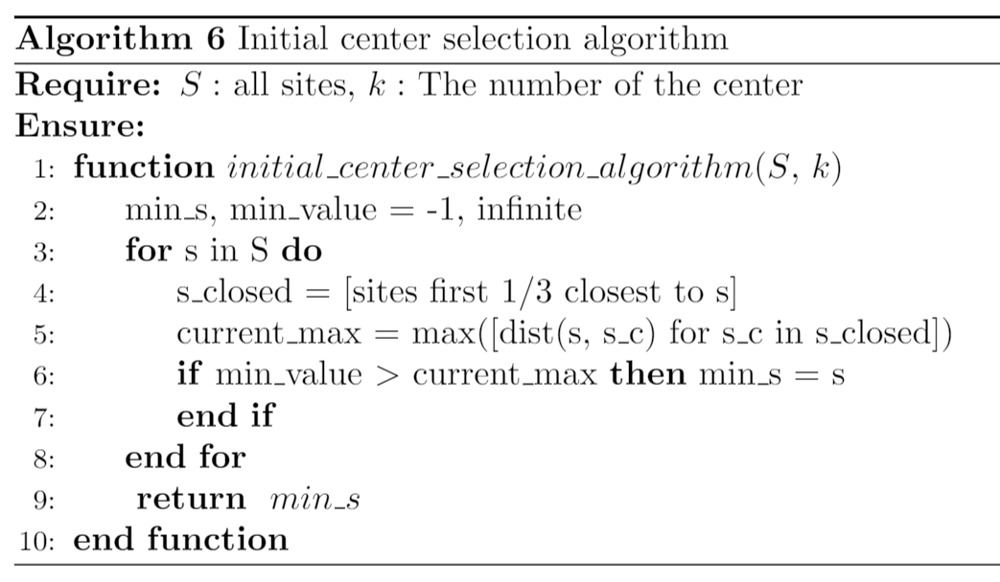 Algorithm 6 Initial center selection algorithm
Require: S : all sites, k : The number of the center
Ensure:
1: function initial_center_selection_algorithm(S, k)
2: min_s, min_value = -1, infinite
3: for s in S do
4: s_closed = [sites first 1/3 closest to s]
5: current_max = max([dist(s, s_c) for s_c in s_closed])
6: if min_value > current_max then min_s = s
7: end if
8: end for
9: return min_s
10: end function